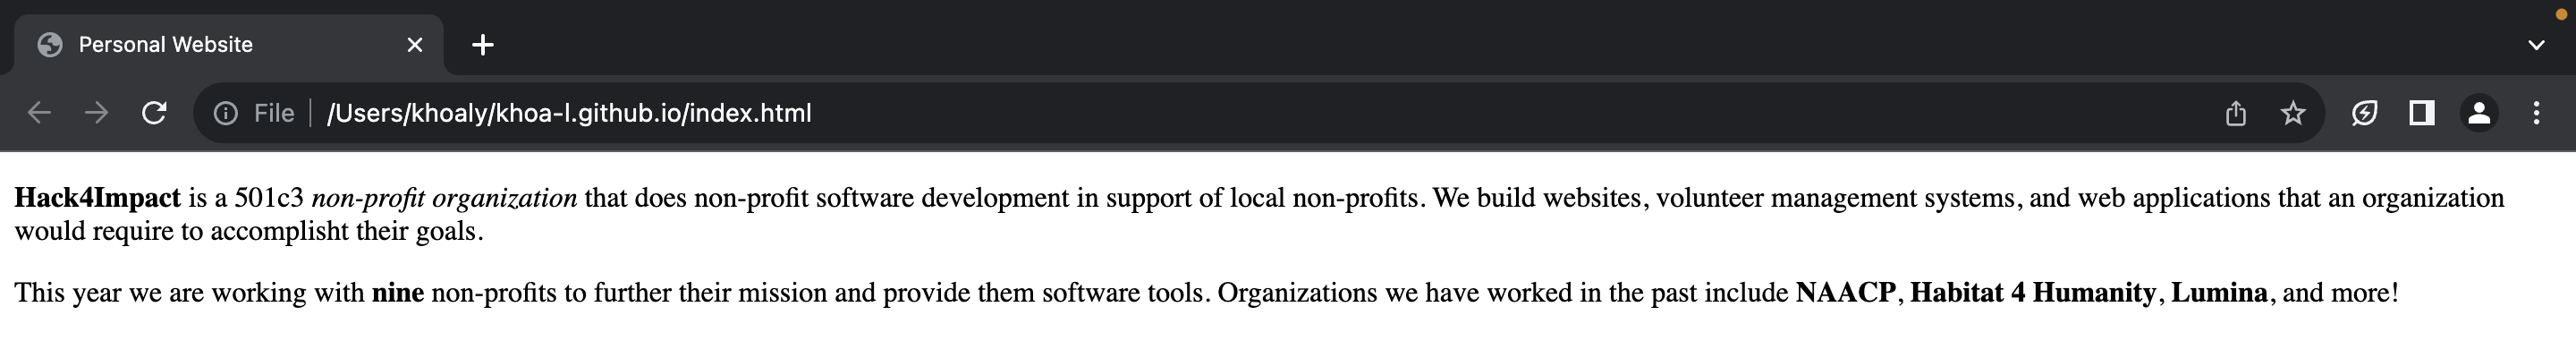 Personal Website
File | /Users/khoaly/khoa-l.github.io/index.html
Hack4Impact is a 501c3 non-profit organization that does non-profit software development in support of local non-profits. We build websites, volunteer management systems, and web applications that an organization
would require to accomplisht their goals.
This year we are working with nine non-profits to further their mission and provide them software tools. Organizations we have worked in the past include NAACP, Habitat 4 Humanity, Lumina, and more!